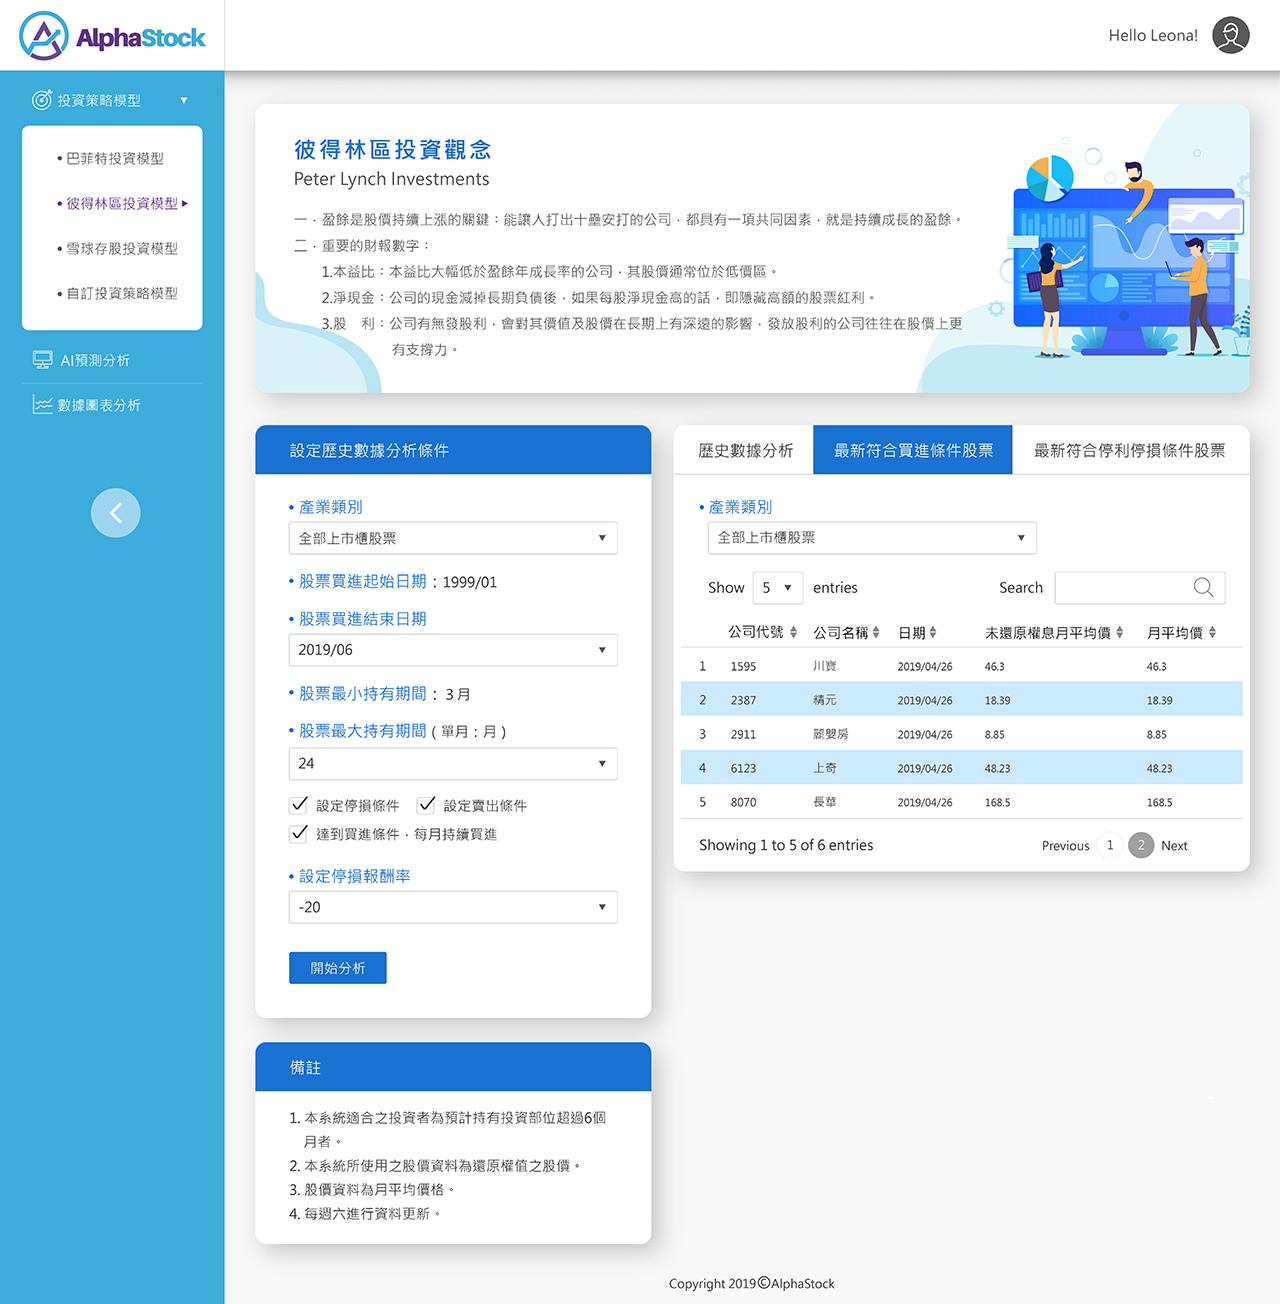 AlphaStock
Hello Leona!
投資策略模型 ▼
• 巴菲特投資模型
• 彼得林區投資模型 ▸
• 雪球存股投資模型
• 自訂投資策略模型
AI預測分析
數據圖表分析
彼得林區投資觀念
Peter Lynch Investments
一．盈餘是股價持續上漲的關鍵：能讓人打出十壘安打的公司，都具有一項共同因素，就是持續成長的盈餘。
二．重要的財報數字：
1.本益比：本益比大幅低於盈餘年成長率的公司，其股價通常位於低價區。
2.淨現金：公司的現金減掉長期負債後，如果每股淨現金高的話，即隱藏高額的股票紅利。
3.股　利：公司有無發股利，會對其價值及股價在長期上有深遠的影響，發放股利的公司往往在股價上更
有支撐力。
設定歷史數據分析條件
• 產業類別
全部上市櫃股票 ▼
• 股票買進起始日期：1999/01
• 股票買進結束日期
2019/06 ▼
• 股票最小持有期間：3 月
• 股票最大持有期間 ( 單月：月 )
24 ▼
設定停損條件 設定賣出條件
達到買進條件，每月持續買進
• 設定停損報酬率
-20 ▼
開始分析
備註
1. 本系統適合之投資者為預計持有投資部位超過6個
月者。
2. 本系統所使用之股價資料為還原權值之股價。
3. 股價資料為月平均價格。
4. 每週六進行資料更新。
歷史數據分析 最新符合買進條件股票 最新符合停利停損條件股票
• 產業類別
全部上市櫃股票 ▼
Show 5 ▼ entries Search
公司代號 公司名稱 日期 未還原權息月平均價 月平均價
1 1595 川寶 2019/04/26 46.3 46.3
2 2387 精元 2019/04/26 18.39 18.39
3 2911 麗嬰房 2019/04/26 8.85 8.85
4 6123 上奇 2019/04/26 48.23 48.23
5 8070 長華 2019/04/26 168.5 168.5
Showing 1 to 5 of 6 entries Previous 1 2 Next
Copyright 2019©AlphaStock